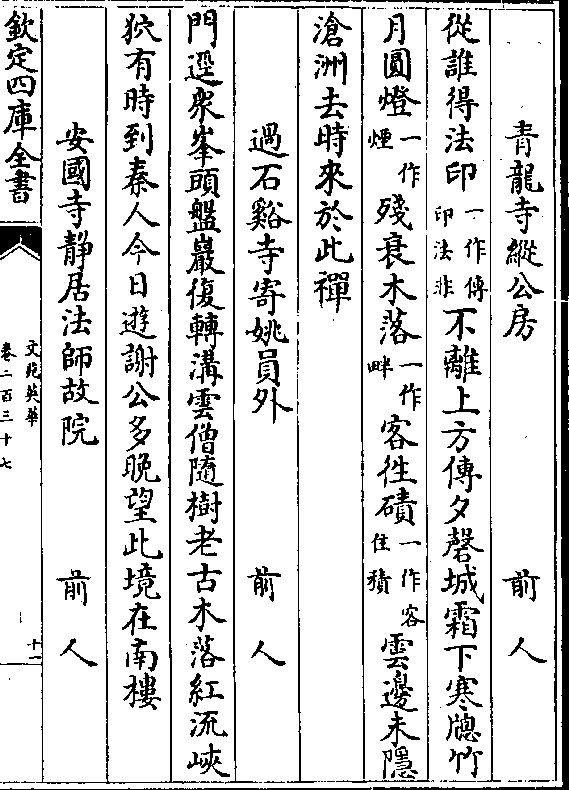 青龍寺縱公房 前人
從誰得法印一作傳印法非不離上方傳夕磬城霜下寒牕竹
月圓燈一作煙殘衰木落一作畔客徃磧一作客住積雲邊未隱
滄洲去時來於此禪
遇石谿寺寄姚員外 前人
門逕衆峯頭盤巖復轉溝雲僧隨樹老古木落紅流峽
狖有時到秦人今日遊謝公多晚望此境在南樓
安國寺靜居法師故院 前人
欽定四庫全書
文苑英華
卷二百三十七
十一